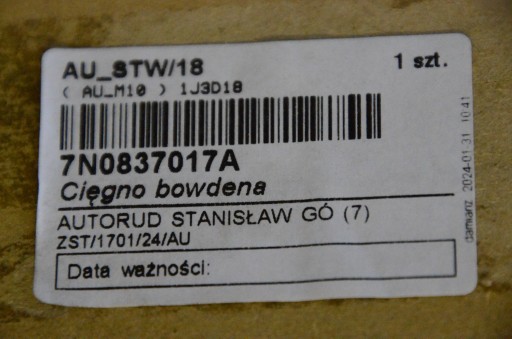 AU_STW/18
1 szt.
( AU_M10 ) 1J3D18
7N0837017A
Cięgno bowdena
AUTORUD STANISŁAW GÓ (7)
ZST/1701/24/AU
Data ważności:
damianz 2024-01-31 10:41